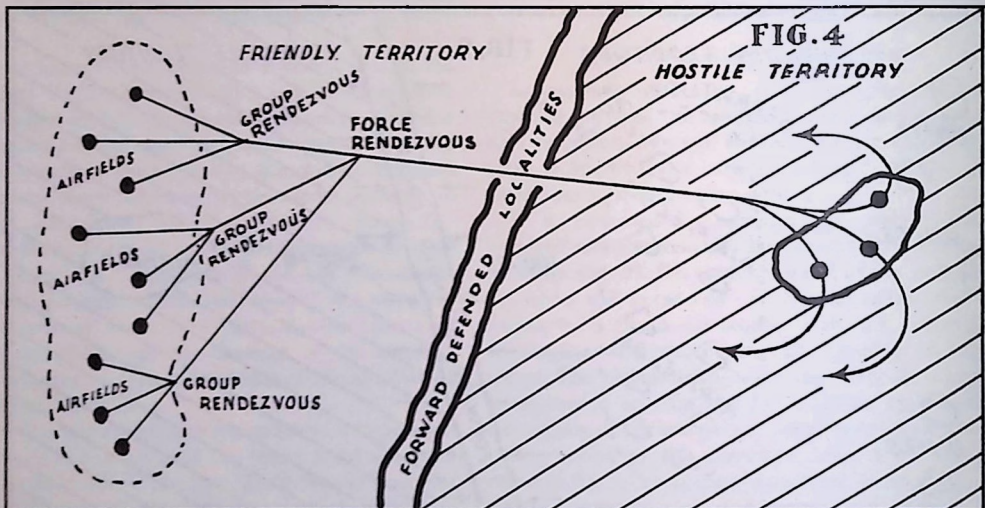 FIG. 4
FRIENDLY TERRITORY
HOSTILE TERRITORY
GROUP
RENDEZVOUS
FORCE
RENDEZVOUS
AIRFIELDS
GROUP
RENDEZVOUS
AIRFIELDS
GROUP
RENDEZVOUS
AIRFIELDS
FORWARD DEFENDED LOCALITIES